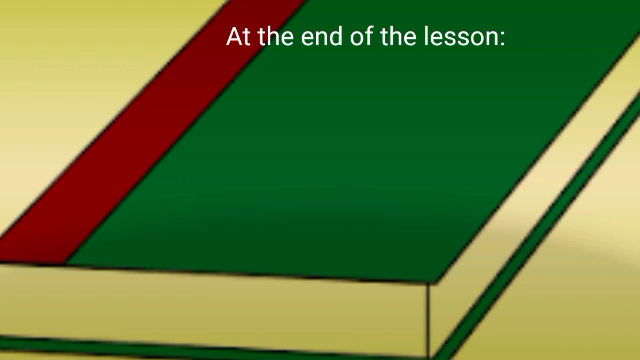 At the end of the lesson: